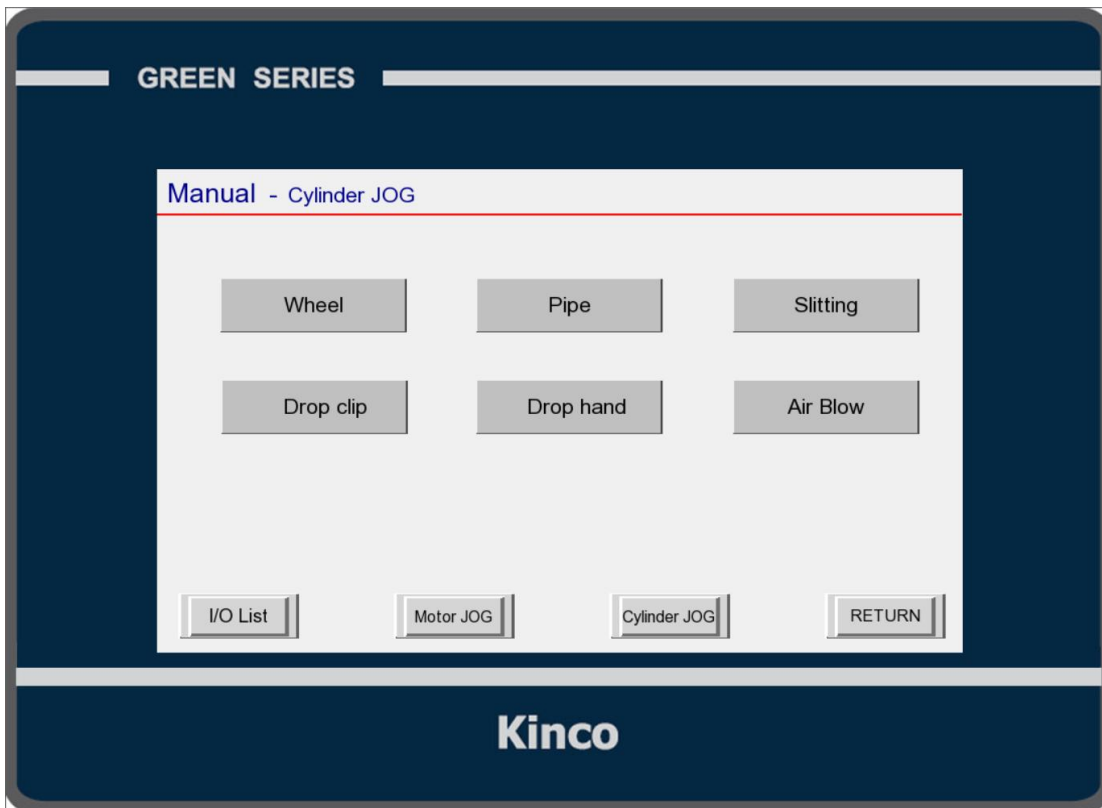 GREEN SERIES
Manual - Cylinder JOG
Wheel Pipe Slitting
Drop clip Drop hand Air Blow
I/O List Motor JOG Cylinder JOG RETURN
Kinco